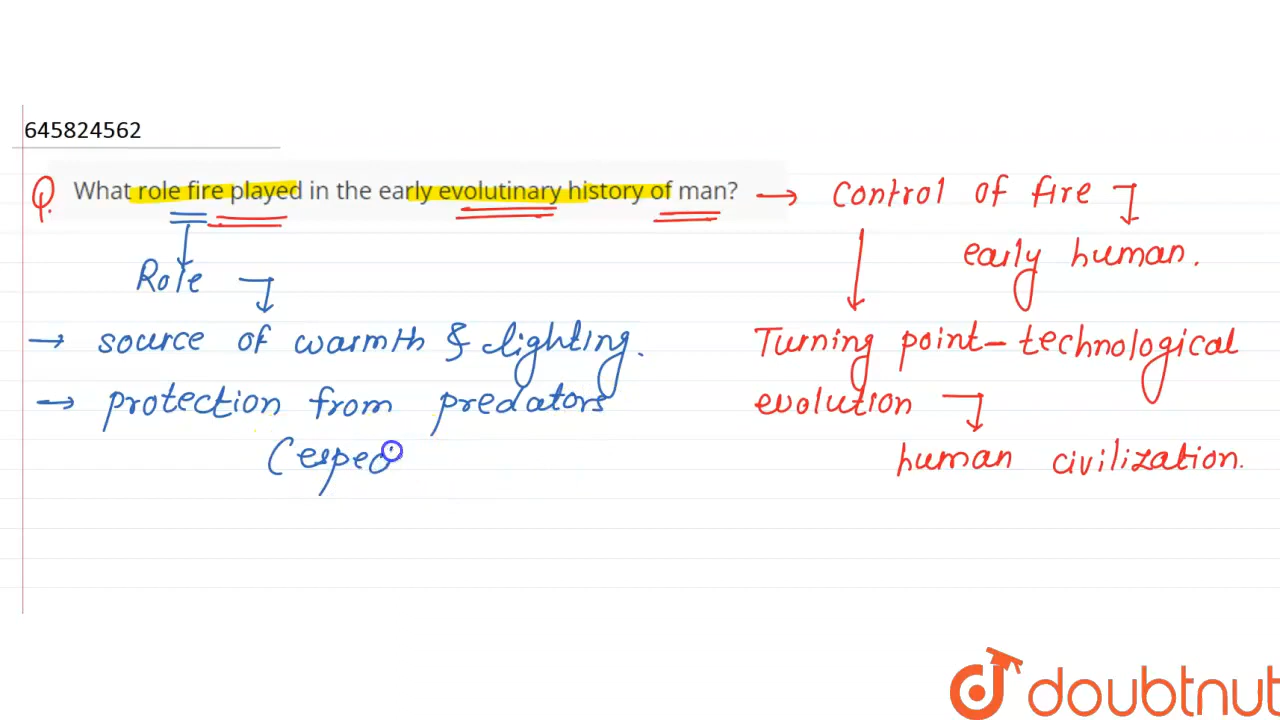 645824562
Q. What role fire played in the early evolutinary history of man? → Control of fire
early human.
Role
→ source of warmth & lighting.
Turning point - technological
→ protection from predators
evolution
(espec
human civilization.
doubtnut